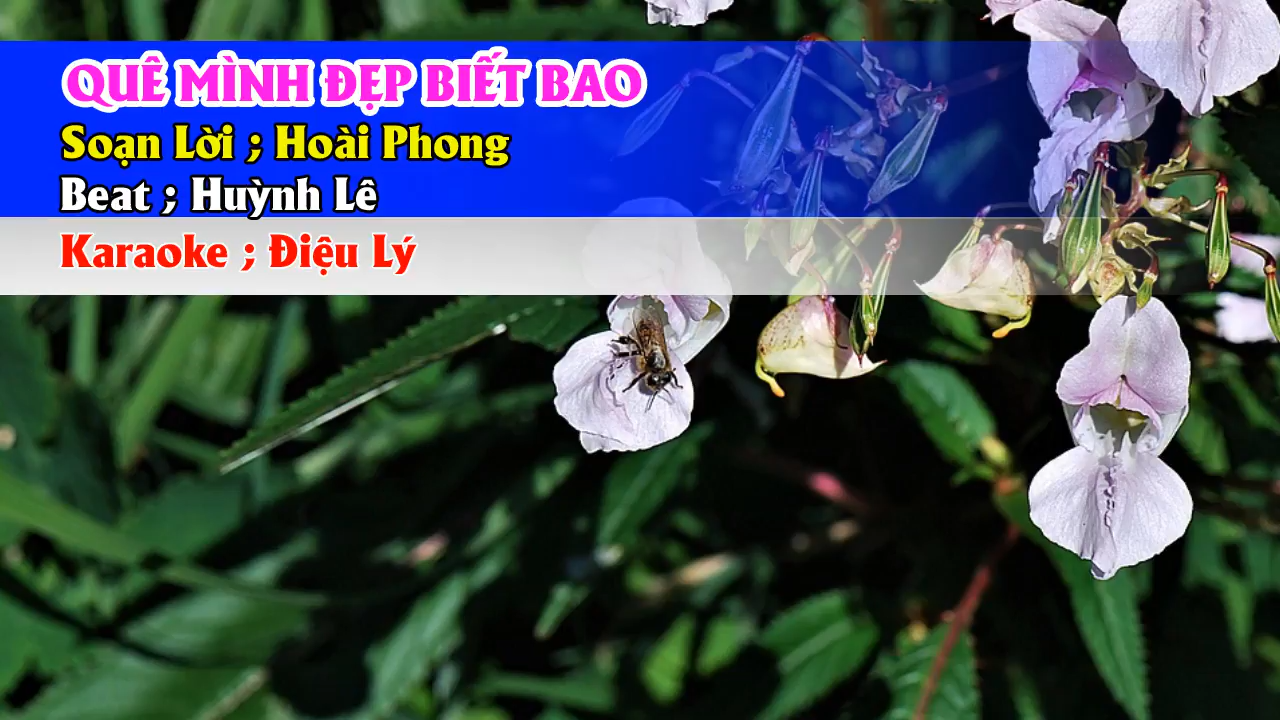 QUÊ MÌNH ĐẸP BIẾT BAO
Soạn Lời ; Hoài Phong
Beat ; Huỳnh Lê
Karaoke ; Điệu Lý